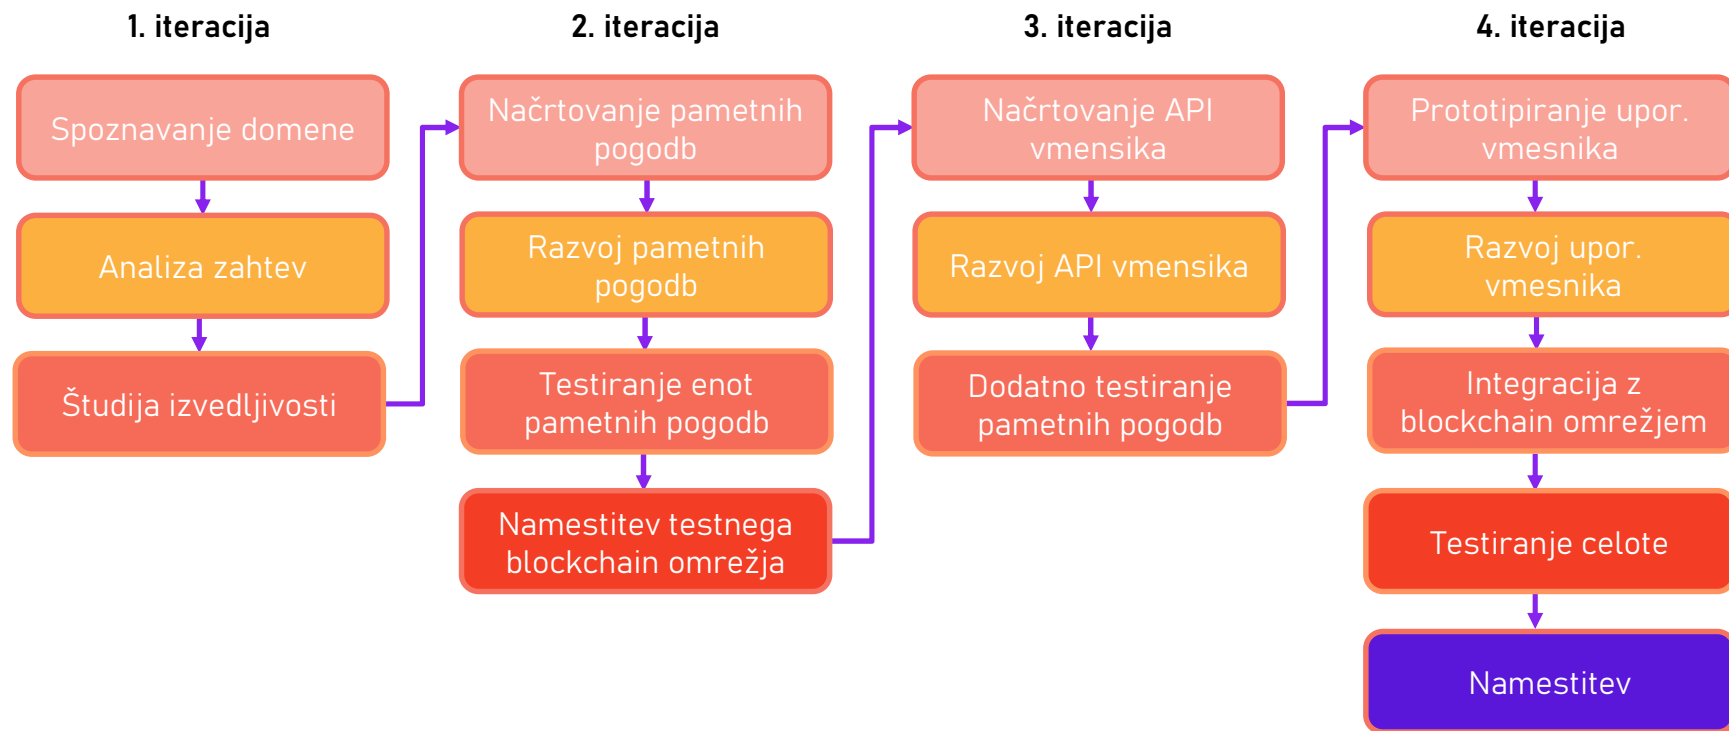 1. iteracija
Spoznavanje domene
Analiza zahtev
Študija izvedljivosti
2. iteracija
Načrtovanje pametnih
pogodb
Razvoj pametnih
pogodb
Testiranje enot
pametnih pogodb
Namestitev testnega
blockchain omrežja
3. iteracija
Načrtovanje API
vmensika
Razvoj API vmensika
Dodatno testiranje
pametnih pogodb
4. iteracija
Prototipiranje upor.
vmesnika
Razvoj upor.
vmesnika
Integracija z
blockchain omrežjem
Testiranje celote
Namestitev